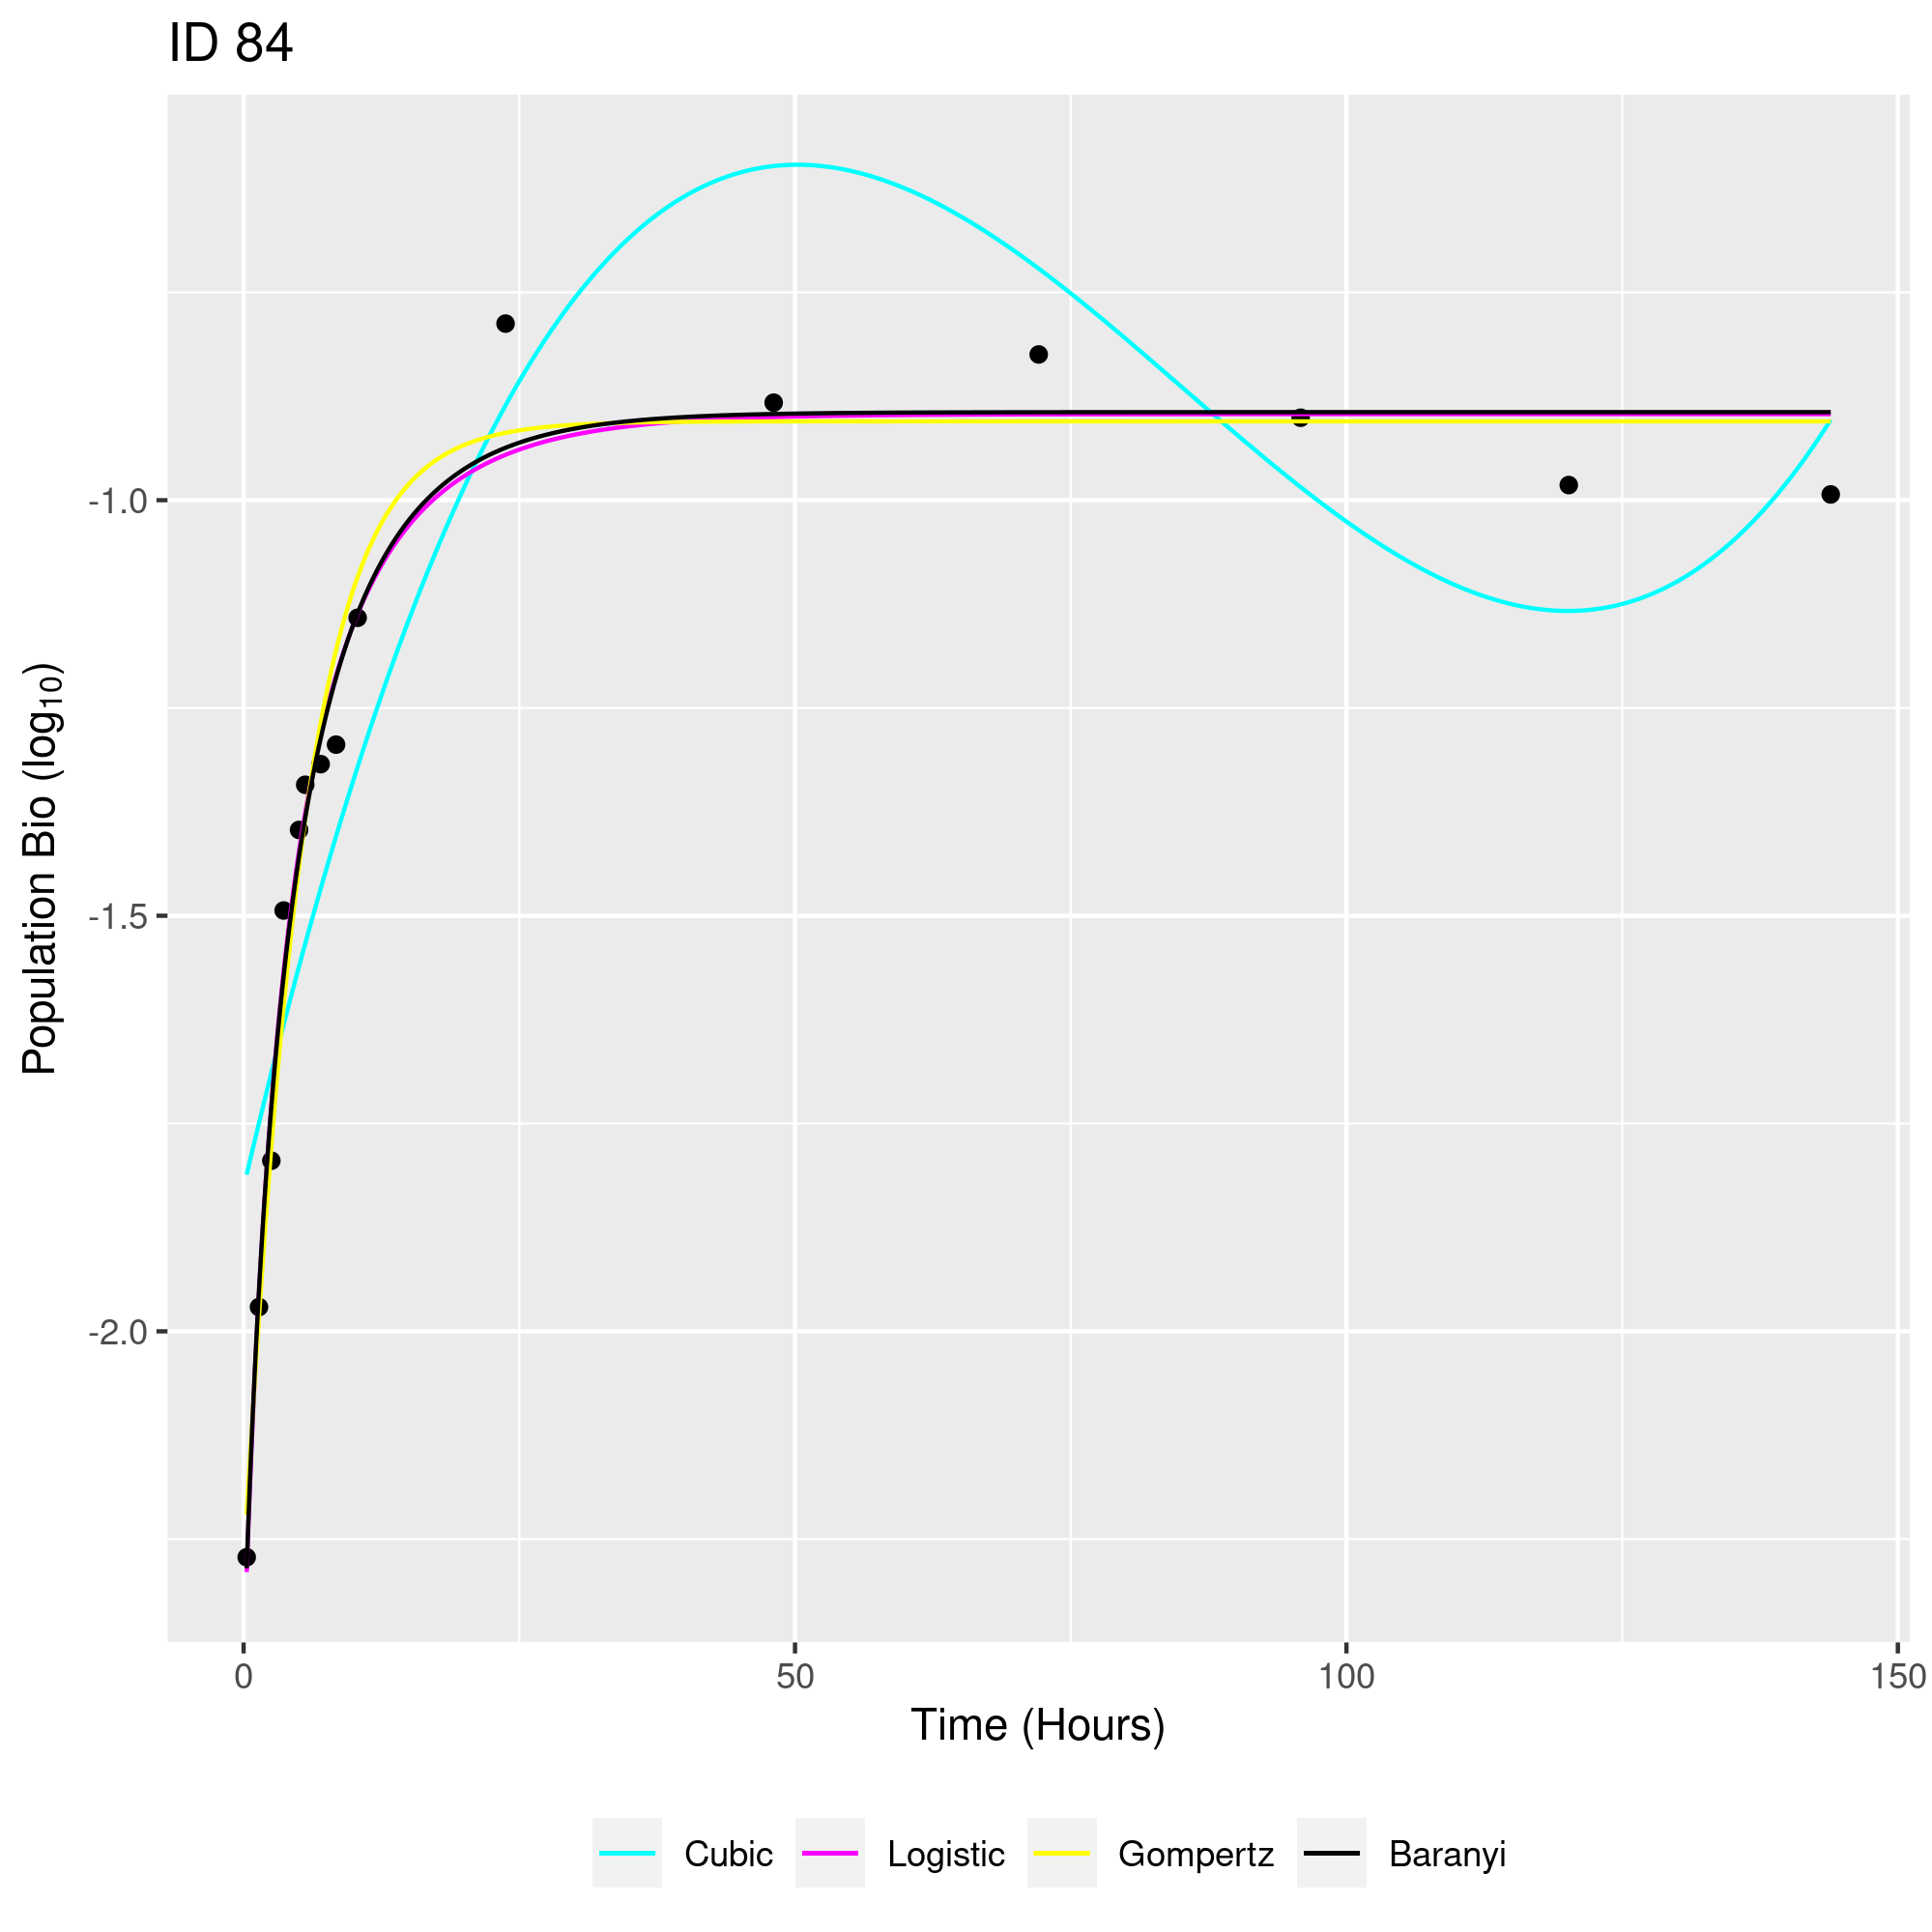 ID 84
Population Bio (log₁₀)
-1.0
-1.5
-2.0
0 50 100 150
Time (Hours)
Cubic Logistic Gompertz Baranyi